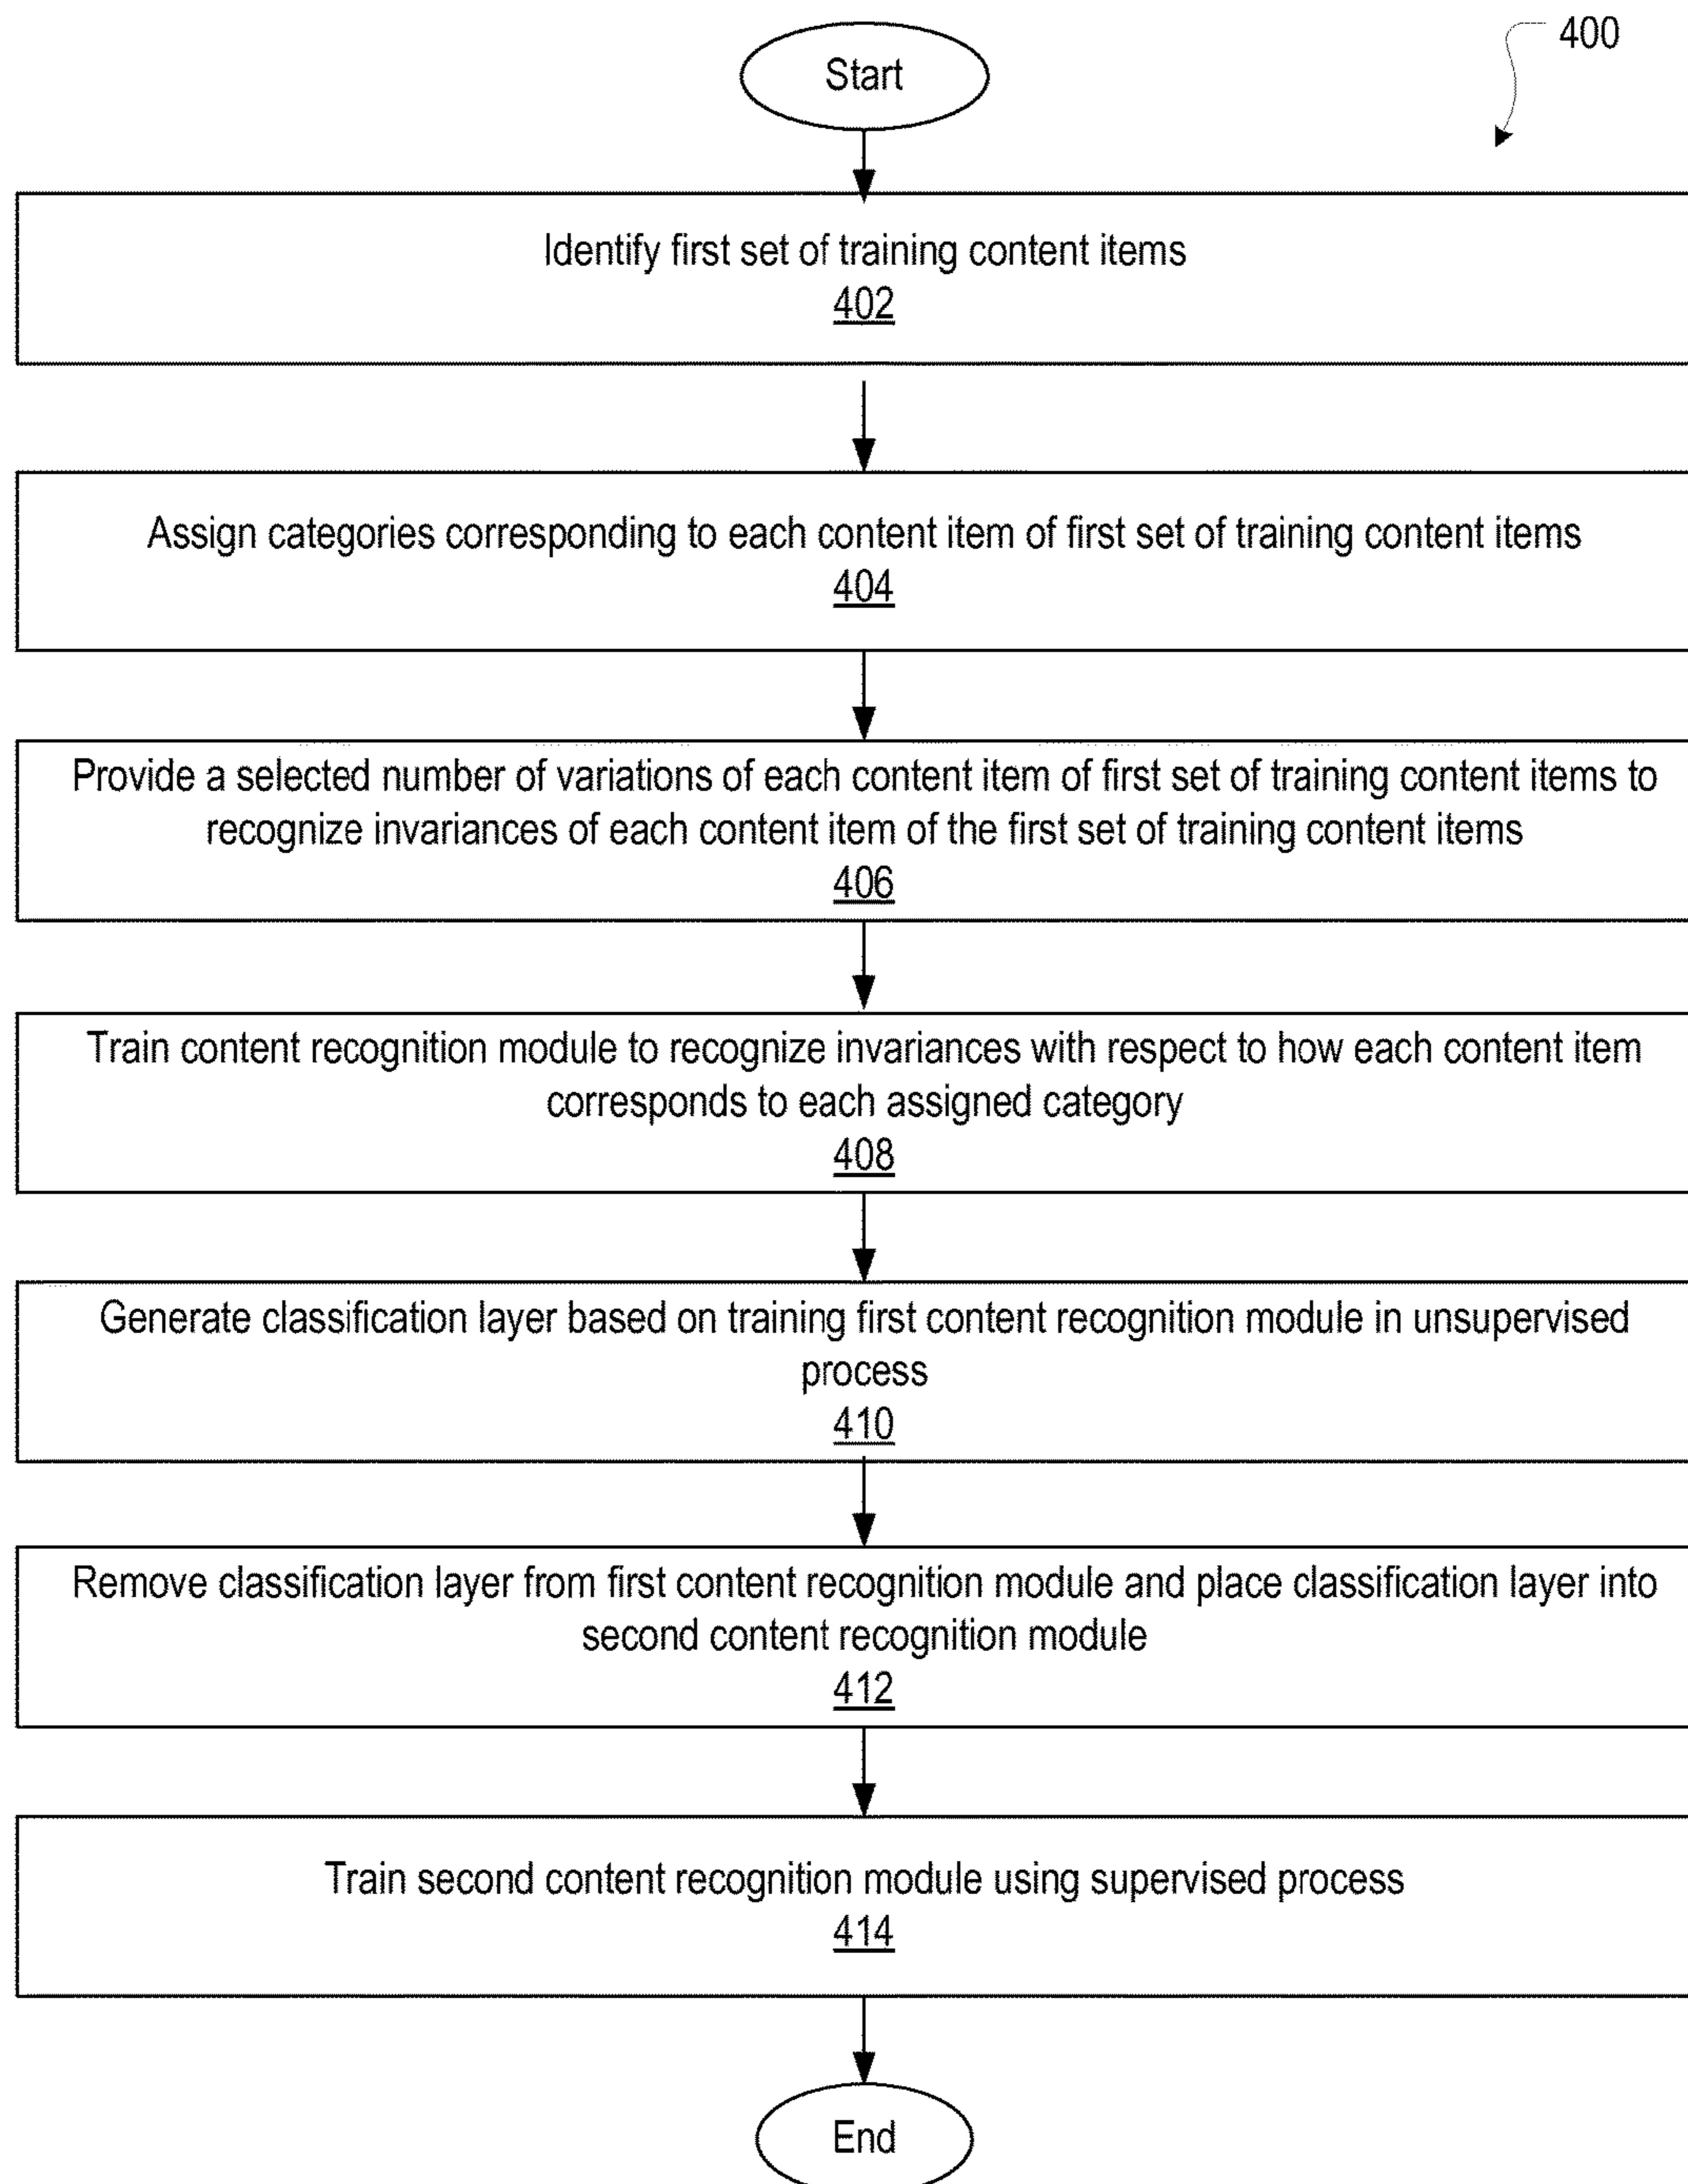 400
Start
Identify first set of training content items
402
Assign categories corresponding to each content item of first set of training content items
404
Provide a selected number of variations of each content item of first set of training content items to
recognize invariances of each content item of the first set of training content items
406
Train content recognition module to recognize invariances with respect to how each content item
corresponds to each assigned category
408
Generate classification layer based on training first content recognition module in unsupervised
process
410
Remove classification layer from first content recognition module and place classification layer into
second content recognition module
412
Train second content recognition module using supervised process
414
End